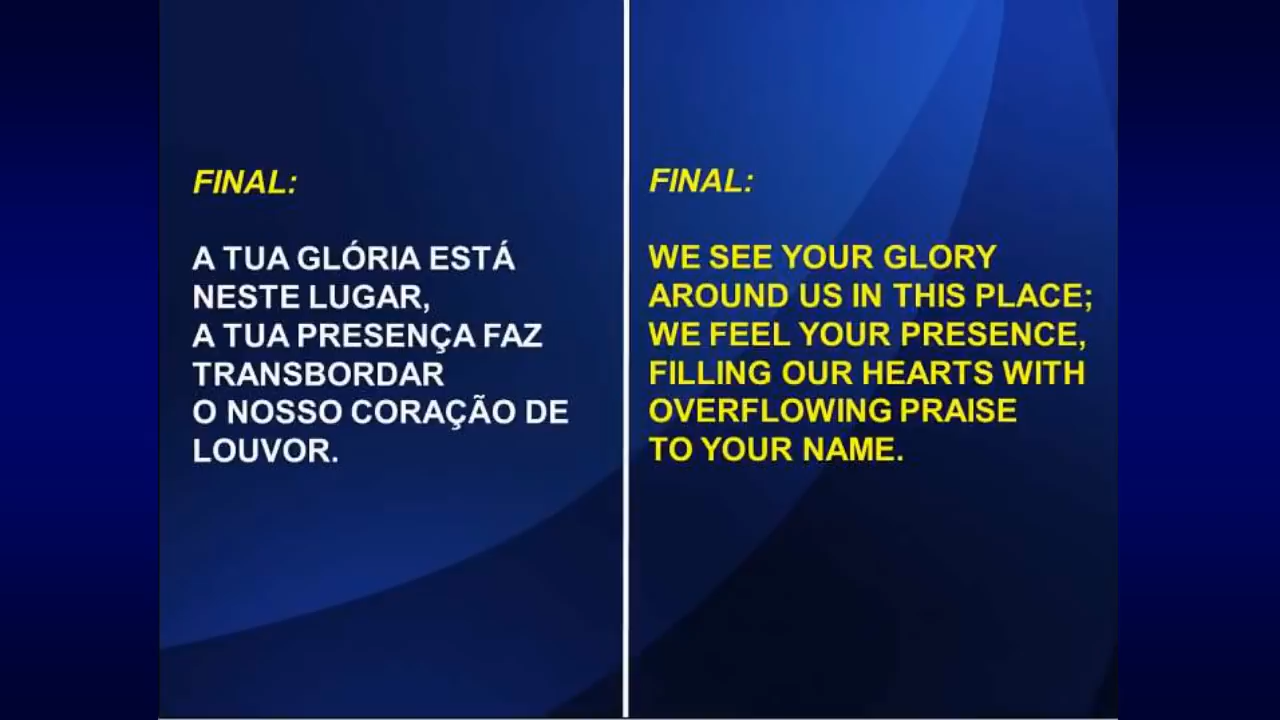 FINAL:
A TUA GLÓRIA ESTÁ
NESTE LUGAR,
A TUA PRESENÇA FAZ
TRANSBORDAR
O NOSSO CORAÇÃO DE
LOUVOR.
FINAL:
WE SEE YOUR GLORY
AROUND US IN THIS PLACE;
WE FEEL YOUR PRESENCE,
FILLING OUR HEARTS WITH
OVERFLOWING PRAISE
TO YOUR NAME.